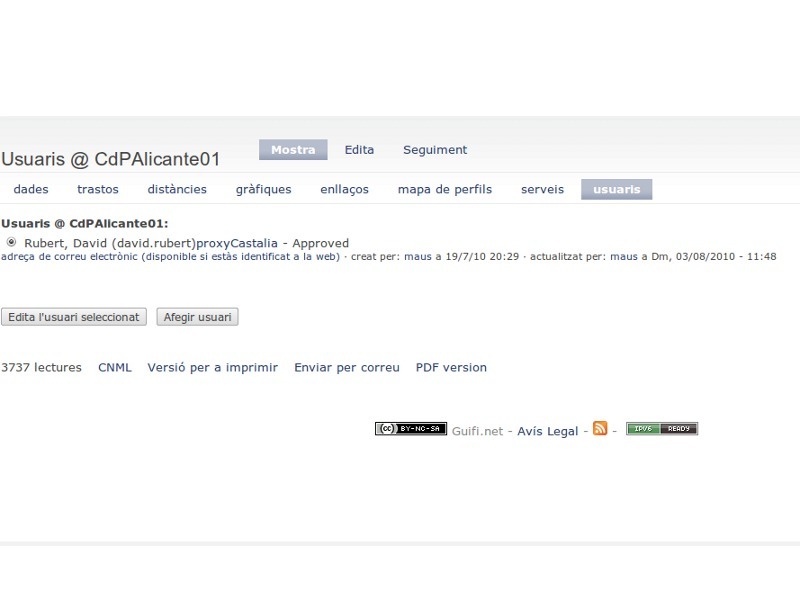 Usuaris @ CdPAlicante01
Mostra Edita Seguiment
dades trastos distàncies gràfiques enllaços mapa de perfils serveis usuaris
Usuaris @ CdPAlicante01:
Rubert, David (david.rubert)proxyCastalia - Approved
adreça de correu electrònic (disponible si estàs identificat a la web) · creat per: maus a 19/7/10 20:29 · actualitzat per: maus a Dm, 03/08/2010 - 11:48
Edita l'usuari seleccionat Afegir usuari
3737 lectures CNML Versió per a imprimir Enviar per correu PDF version
(cc) BY-NC-SA Guifi.net - Avís Legal - - IPV6 READY